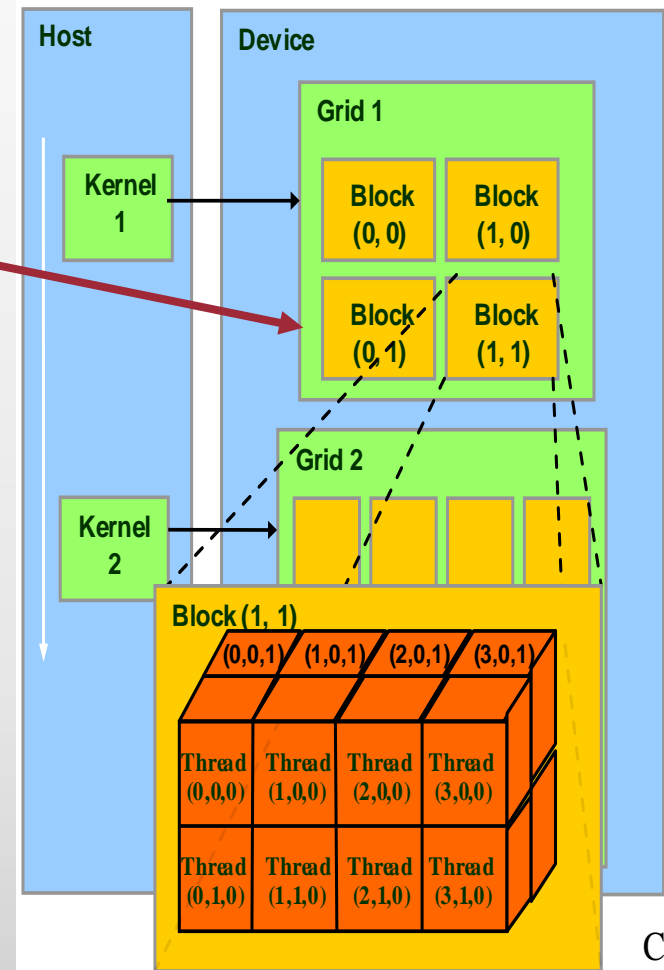 Host
Device
Grid 1
Kernel
1
Block
(0, 0)
Block
(1, 0)
Block
(0, 1)
Block
(1, 1)
Grid 2
Kernel
2
Block (1, 1)
(0,0,1) (1,0,1) (2,0,1) (3,0,1)
Thread
(0,0,0)
Thread
(1,0,0)
Thread
(2,0,0)
Thread
(3,0,0)
Thread
(0,1,0)
Thread
(1,1,0)
Thread
(2,1,0)
Thread
(3,1,0)
C